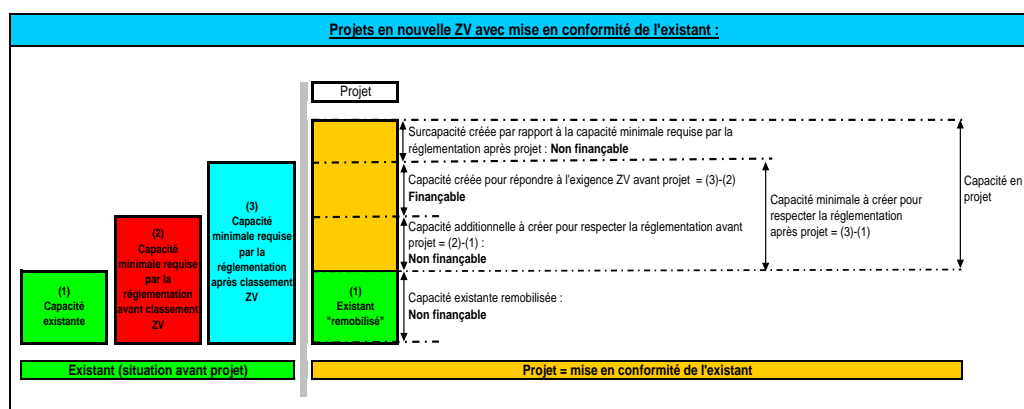 Projets en nouvelle ZV avec mise en conformité de l'existant :
Projet
Surcapacité créée par rapport à la capacité minimale requise par la
réglementation après projet : Non finançable
Capacité créée pour répondre à l'exigence ZV avant projet = (3)-(2)
Finançable
Capacité additionnelle à créer pour respecter la réglementation avant
projet = (2)-(1) :
Non finançable
Capacité existante remobilisée :
Non finançable
Capacité minimale à créer pour
respecter la réglementation
après projet = (3)-(1)
Capacité en
projet
(1)
Capacité
existante
(2)
Capacité
minimale requise
par la
réglementation
avant classement
ZV
(3)
Capacité
minimale requise
par la
réglementation
après classement
ZV
(1)
Existant
"remobilisé"
Existant (situation avant projet)
Projet = mise en conformité de l'existant